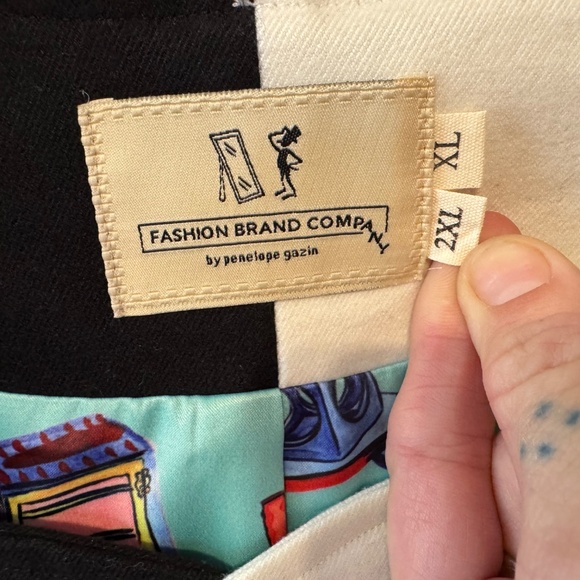 FASHION BRAND COMPANY
by penelope gazin
XL
2XL